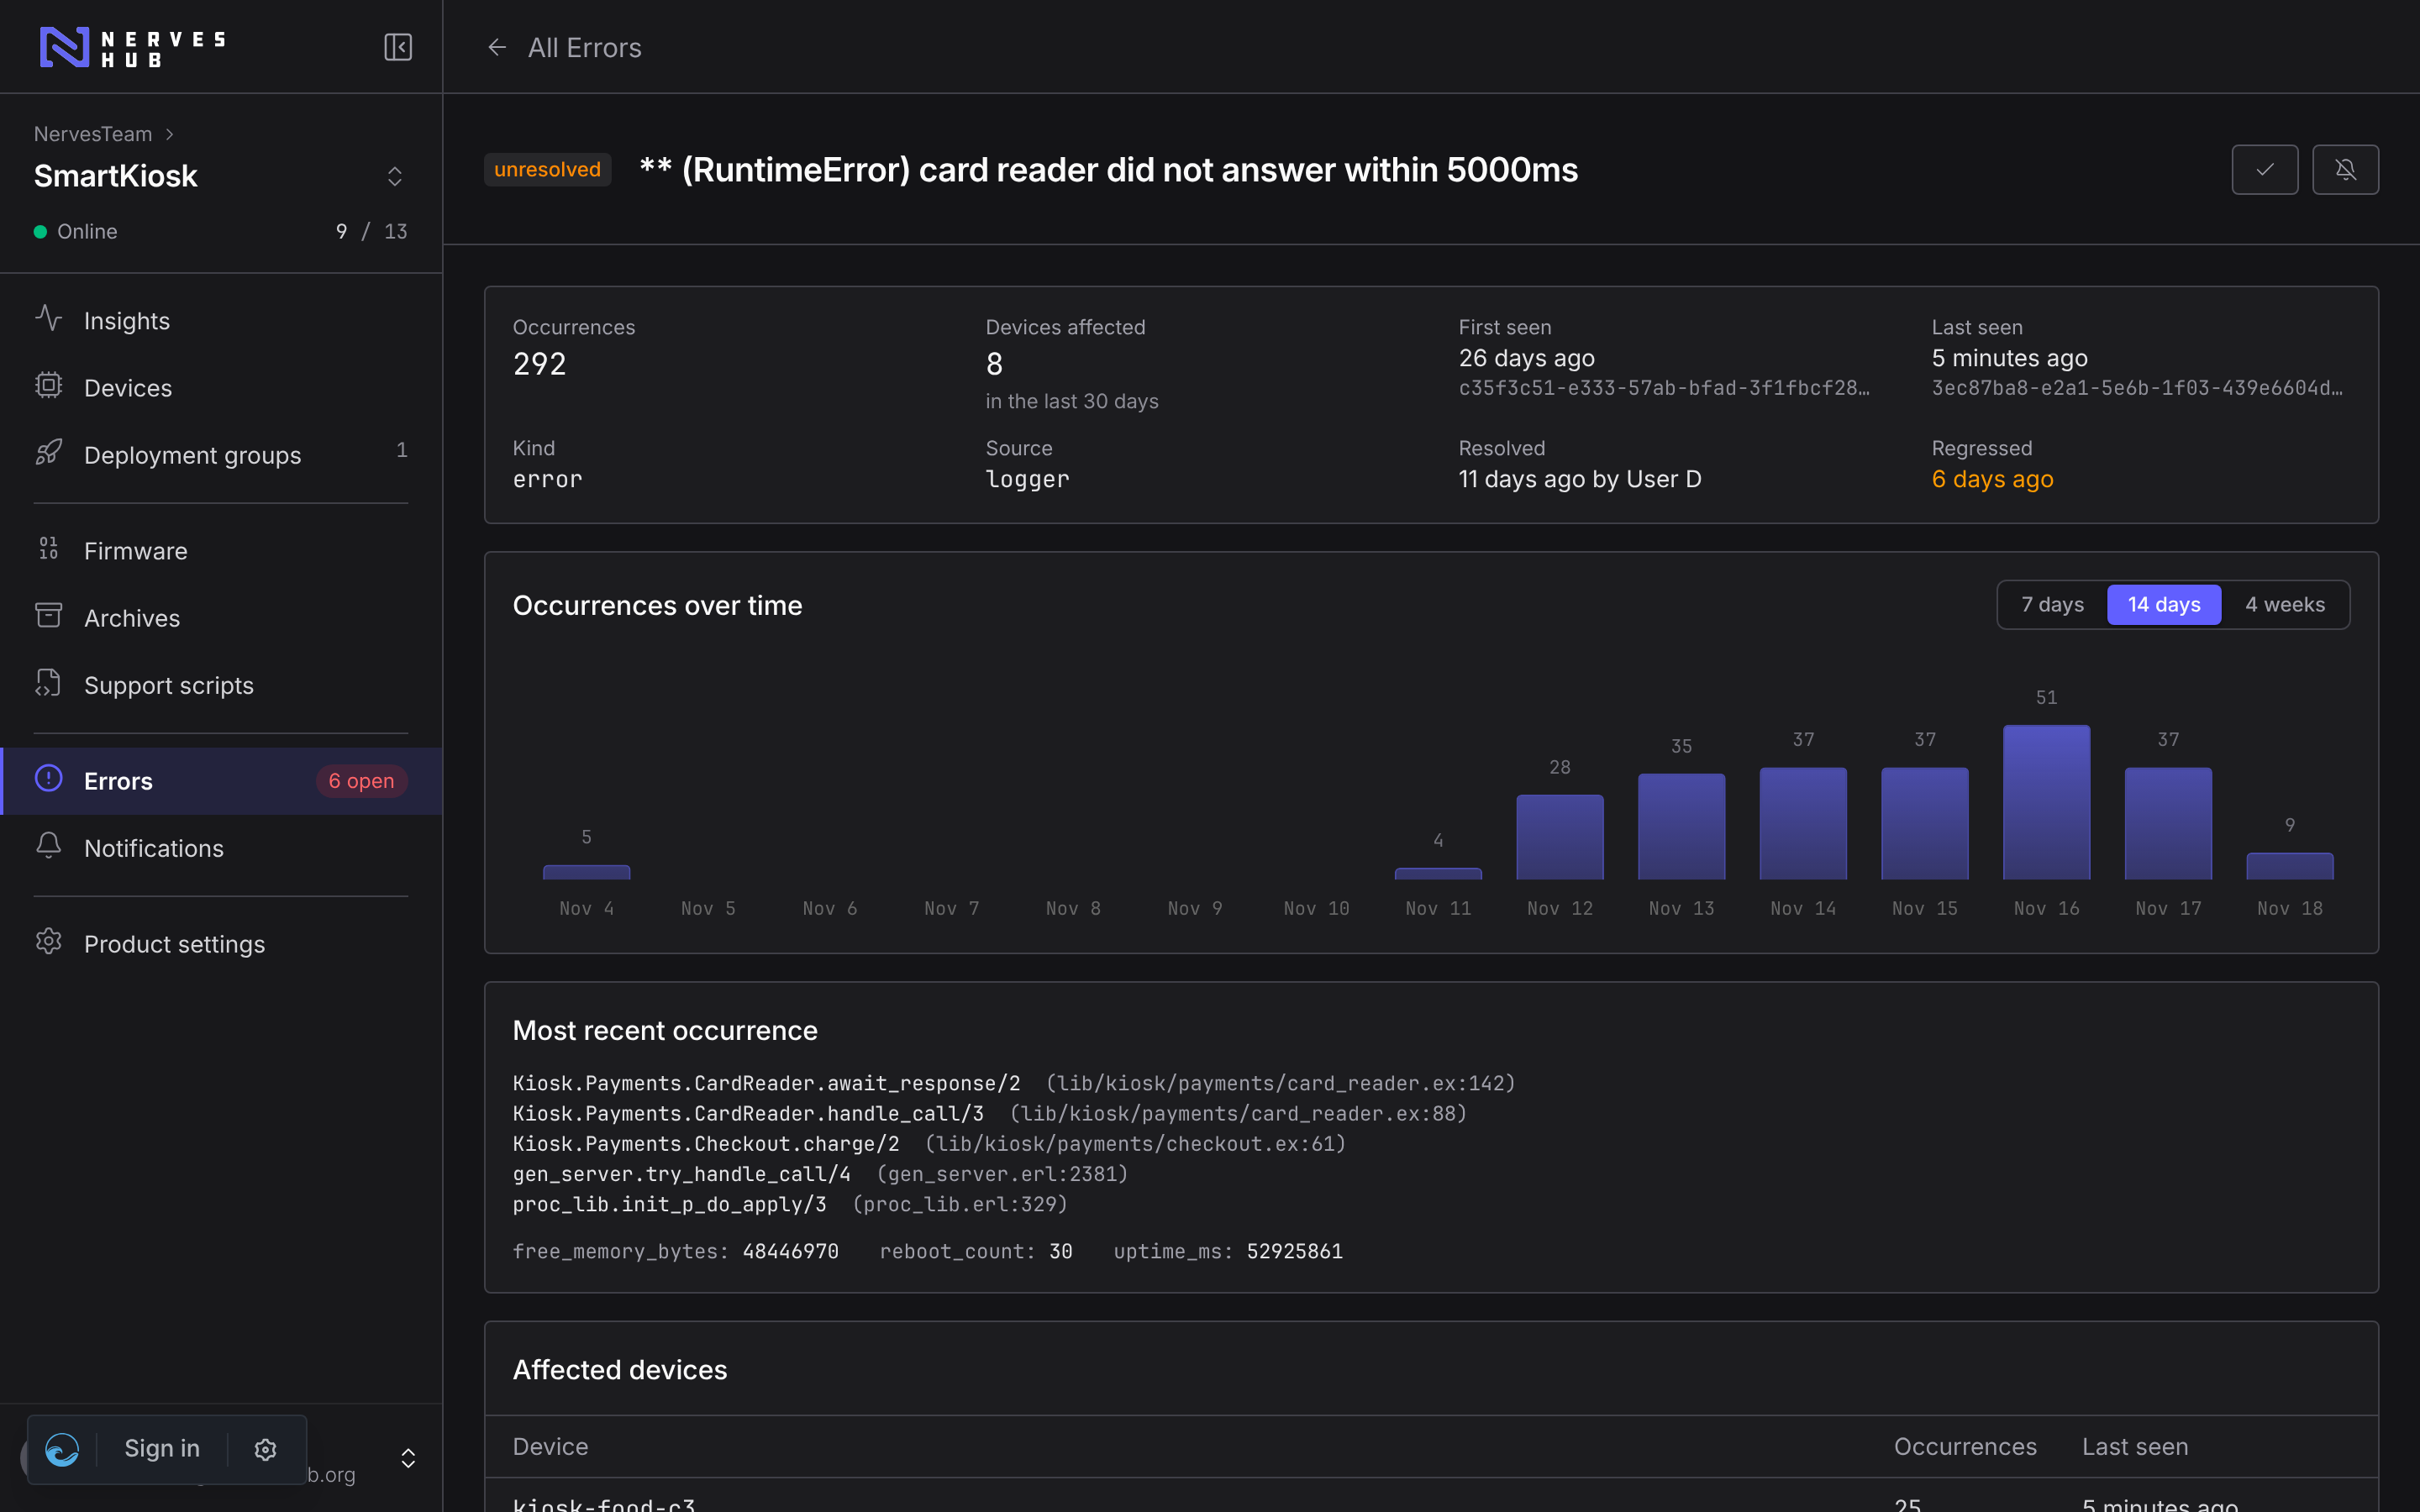 NERVES
HUB
All Errors
NervesTeam
SmartKiosk
Online
9 / 13
Insights
Devices
Deployment groups
1
Firmware
Archives
Support scripts
Errors
6 open
Notifications
Product settings
Sign in
b.org
unresolved
** (RuntimeError) card reader did not answer within 5000ms
Occurrences
292
Devices affected
8
in the last 30 days
First seen
26 days ago
c35f3c51-e333-57ab-bfad-3f1fbcf28…
Last seen
5 minutes ago
3ec87ba8-e2a1-5e6b-1f03-439e6604d…
Kind
error
Source
logger
Resolved
11 days ago by User D
Regressed
6 days ago
Occurrences over time
7 days
14 days
4 weeks
5
4
28
35
37
37
51
37
9
Nov 4
Nov 5
Nov 6
Nov 7
Nov 8
Nov 9
Nov 10
Nov 11
Nov 12
Nov 13
Nov 14
Nov 15
Nov 16
Nov 17
Nov 18
Most recent occurrence
Kiosk.Payments.CardReader.await_response/2 (lib/kiosk/payments/card_reader.ex:142)
Kiosk.Payments.CardReader.handle_call/3 (lib/kiosk/payments/card_reader.ex:88)
Kiosk.Payments.Checkout.charge/2 (lib/kiosk/payments/checkout.ex:61)
gen_server.try_handle_call/4 (gen_server.erl:2381)
proc_lib.init_p_do_apply/3 (proc_lib.erl:329)
free_memory_bytes: 48446970 reboot_count: 30 uptime_ms: 52925861
Affected devices
Device
Occurrences
Last seen
kiosk-food-c3
25
5 minutes ago